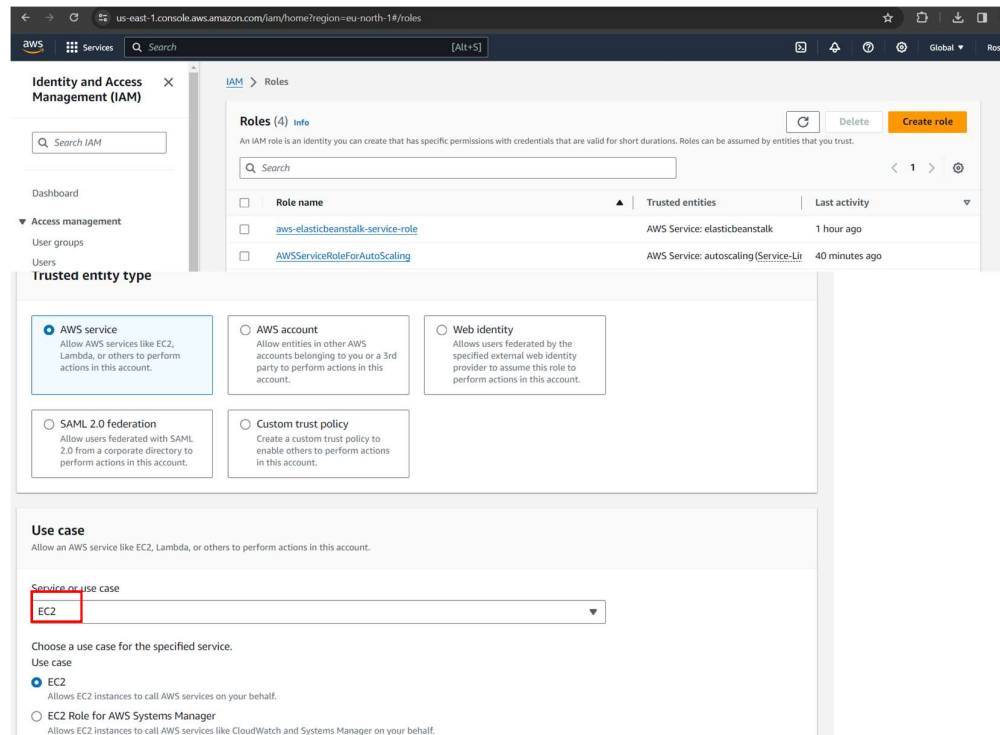 us-east-1.console.aws.amazon.com/iam/home?region=eu-north-1#/roles
aws
Services
Search
[Alt+S]
Global
Ros
Identity and Access Management (IAM)
Search IAM
Dashboard
Access management
User groups
Users
IAM > Roles
Roles (4) Info
Delete
Create role
An IAM role is an identity you can create that has specific permissions with credentials that are valid for short durations. Roles can be assumed by entities that you trust.
Search
1
Role name
Trusted entities
Last activity
aws-elasticbeanstalk-service-role
AWS Service: elasticbeanstalk
1 hour ago
AWSServiceRoleForAutoScaling
AWS Service: autoscaling (Service-Lin
40 minutes ago
Trusted entity type
AWS service
Allow AWS services like EC2,
Lambda, or others to perform
actions in this account.
AWS account
Allow entities in other AWS
accounts belonging to you or a 3rd
party to perform actions in this
account.
Web identity
Allows users federated by the
specified external web identity
provider to assume this role to
perform actions in this account.
SAML 2.0 federation
Allow users federated with SAML
2.0 from a corporate directory to
perform actions in this account.
Custom trust policy
Create a custom trust policy to
enable others to perform actions
in this account.
Use case
Allow an AWS service like EC2, Lambda, or others to perform actions in this account.
Service or use case
EC2
Choose a use case for the specified service.
Use case
EC2
Allows EC2 instances to call AWS services on your behalf.
EC2 Role for AWS Systems Manager
Allows EC2 instances to call AWS services like CloudWatch and Systems Manager on your behalf.